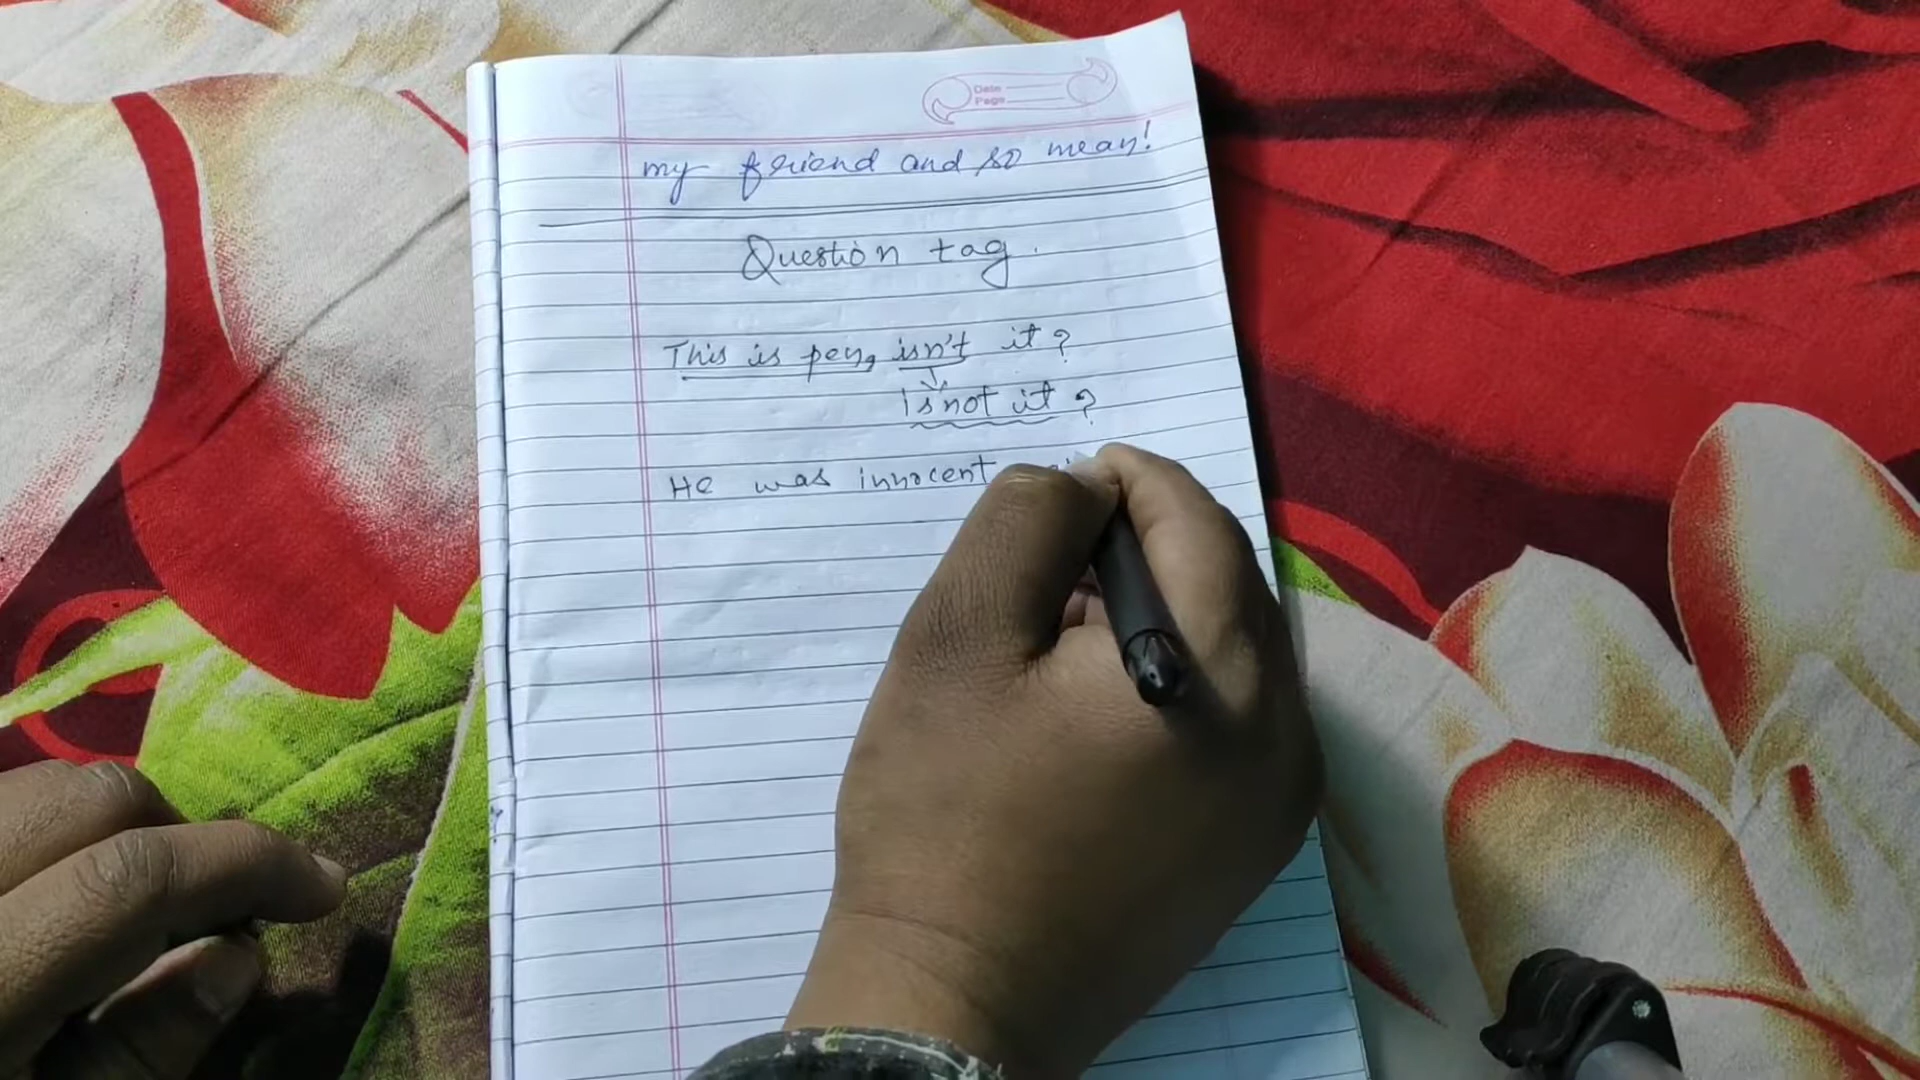 Date
Page
my friend and so mean!
Question tag.
This is pen, isn't it?
is not it?
He was innocent